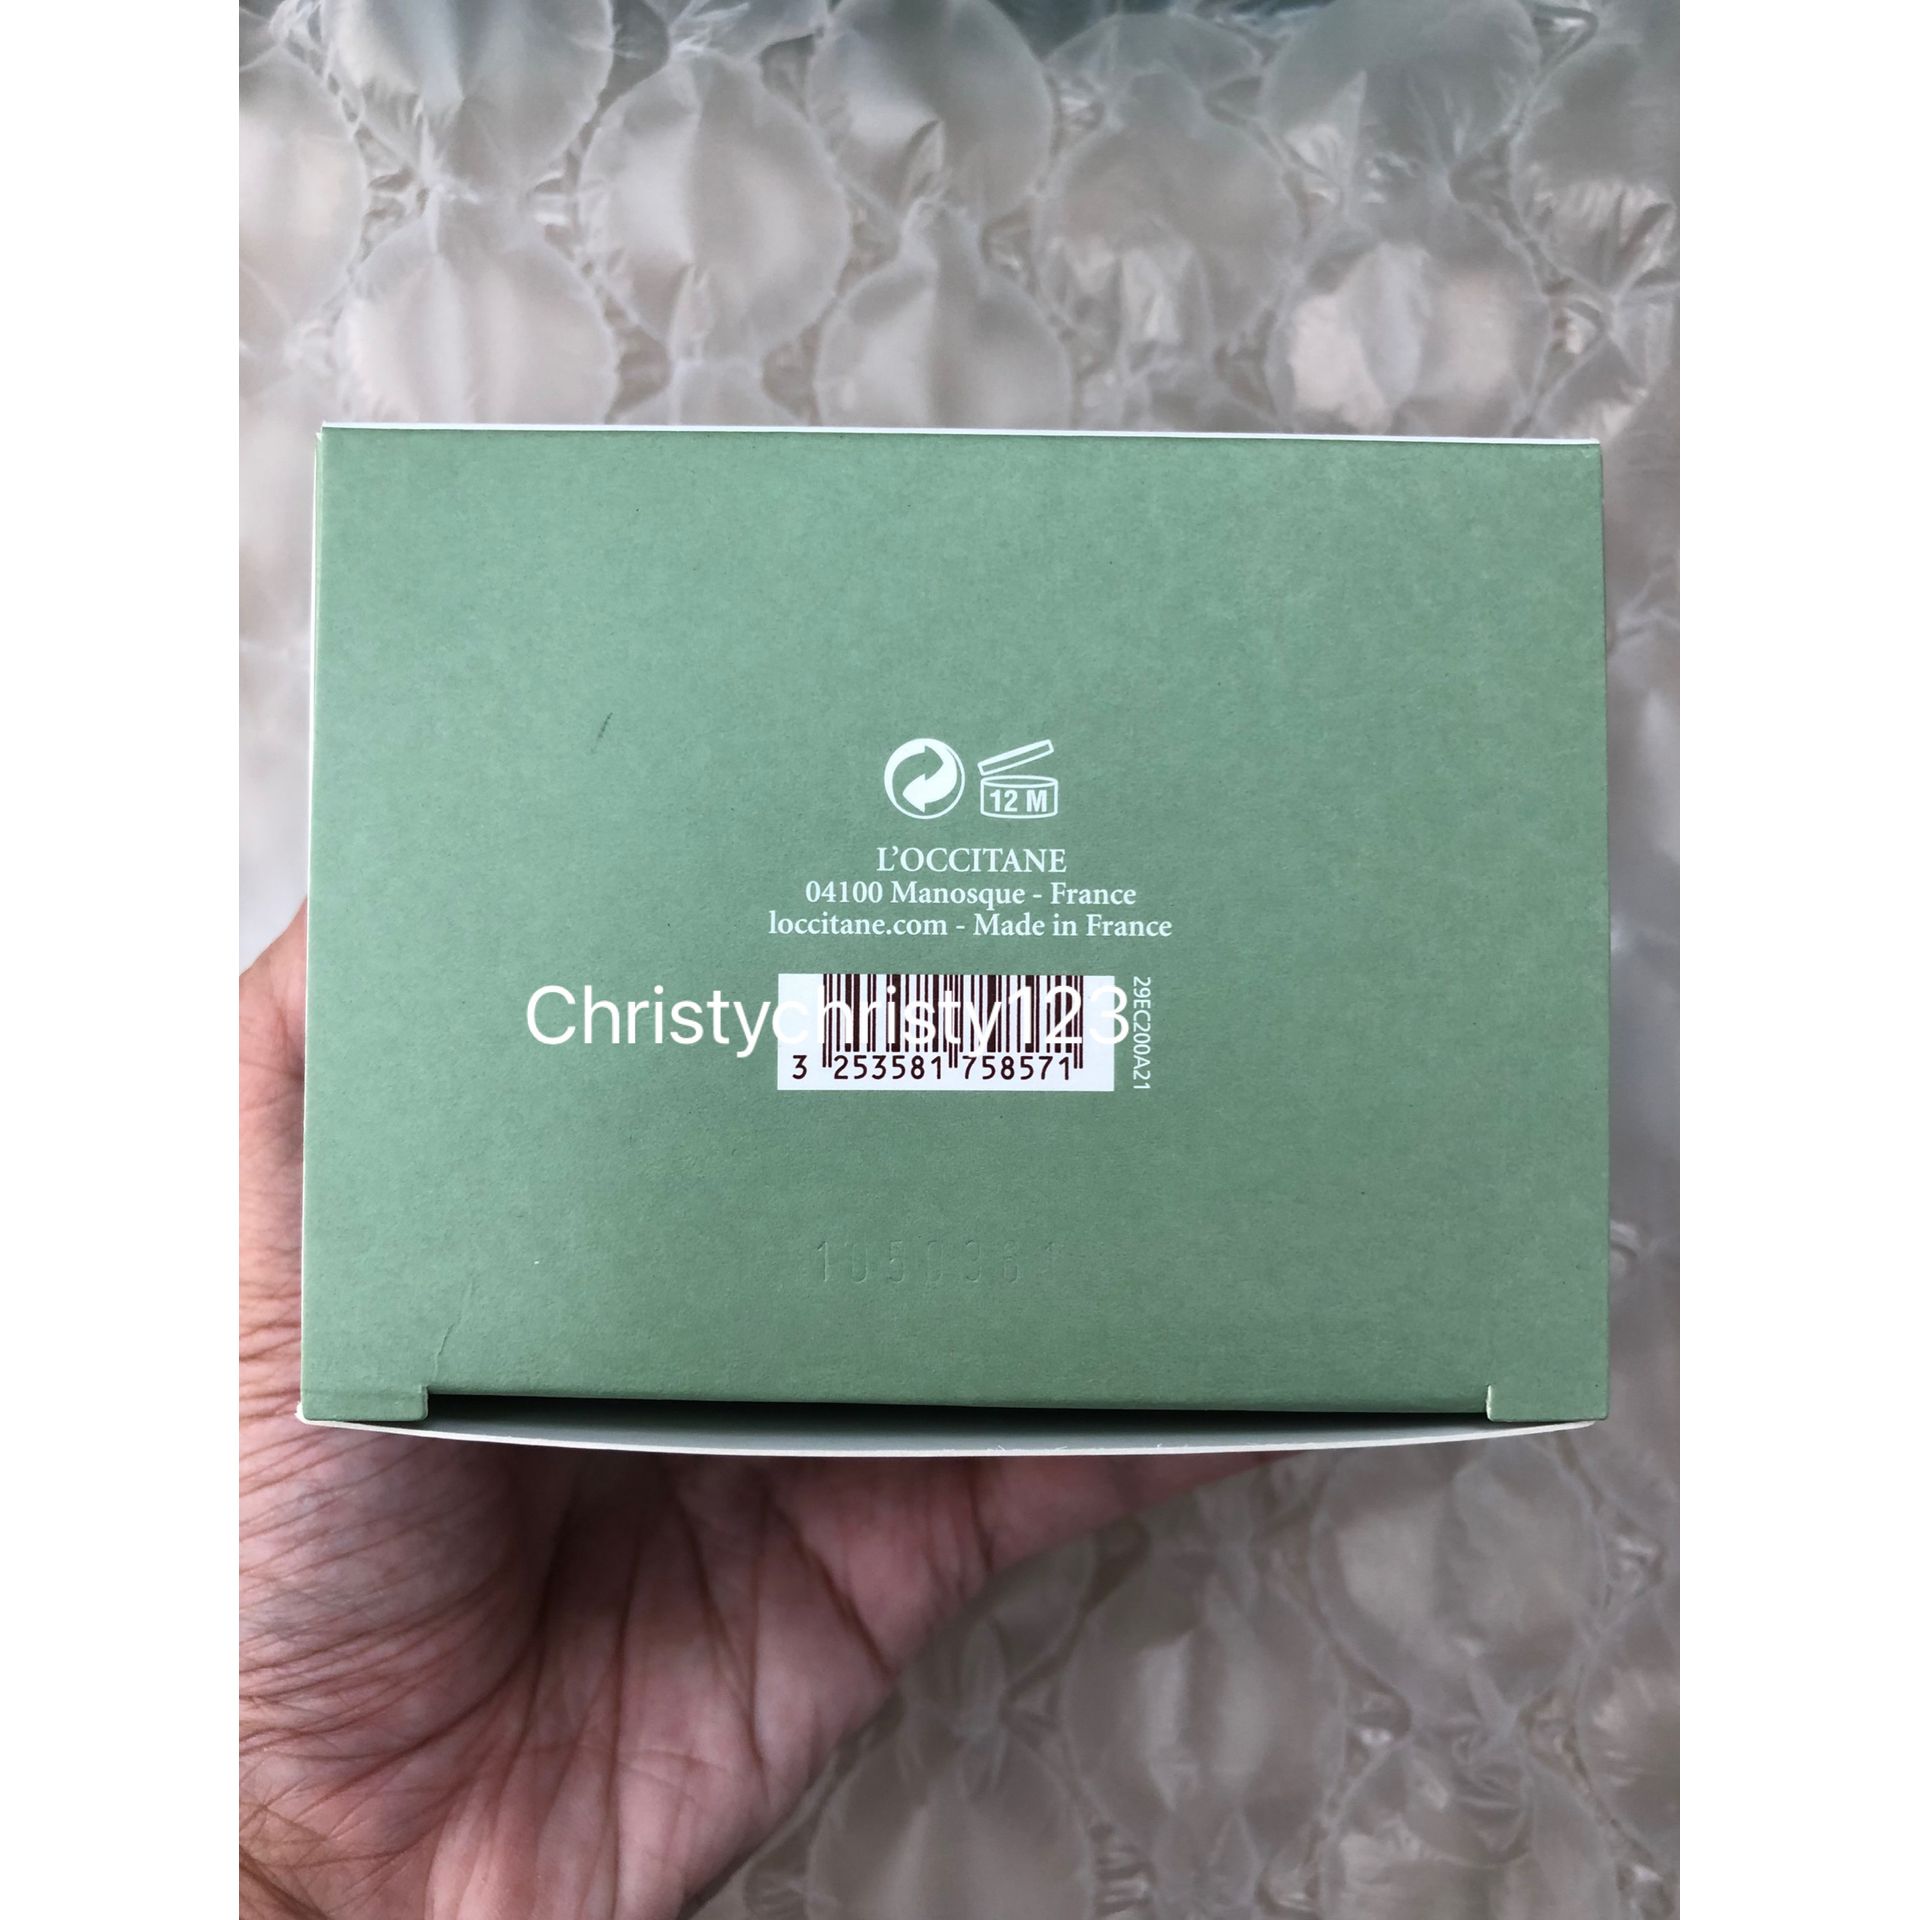 12 M
L’OCCITANE
04100 Manosque - France
loccitane.com - Made in France
Christychristy123
3 253581 758571
29EC200A21